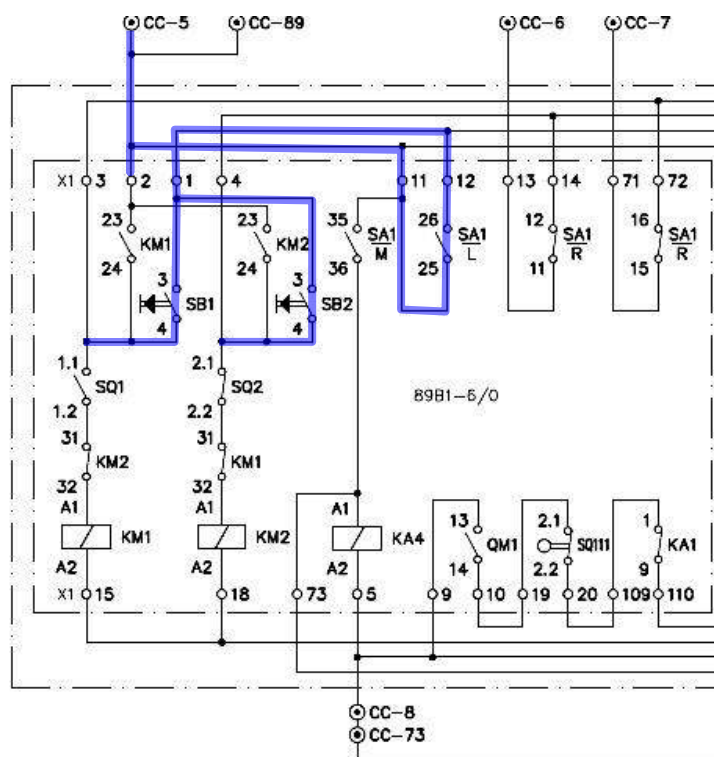 CC-5 CC-89 CC-6 CC-7
X1 3 2 1 4 11 12 13 14 71 72
23 23 35 26 12 16
KM1 KM2 SA1 SA1 SA1 SA1
M L R R
24 24 36 25 11 15
3 3
SB1 SB2
4 4
1.1 2.1
SQ1 SQ2
1.2 2.2
89B1-6/0
31 31
KM2 KM1
32 32
A1 A1 A1 13 2.1 1
KM1 KM2 KA4 QM1 SQ111 KA1
A2 A2 A2 14 2.2 9
X1 15 18 73 5 9 10 19 20 109 110
CC-8
CC-73